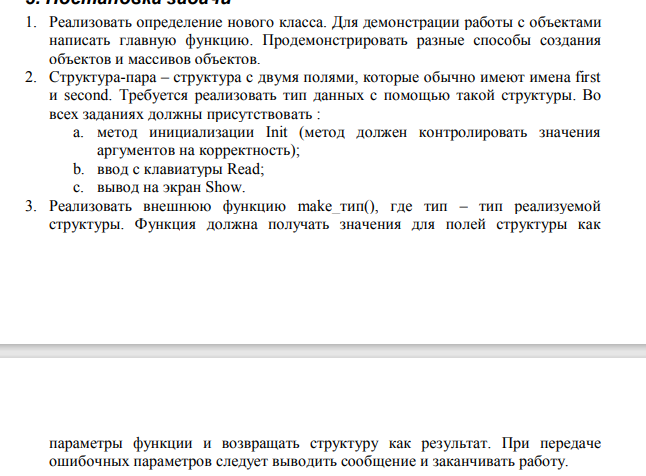 3. Постановка задачи
1. Реализовать определение нового класса. Для демонстрации работы с объектами
написать главную функцию. Продемонстрировать разные способы создания
объектов и массивов объектов.
2. Структура-пара – структура с двумя полями, которые обычно имеют имена first
и second. Требуется реализовать тип данных с помощью такой структуры. Во
всех заданиях должны присутствовать :
a. метод инициализации Init (метод должен контролировать значения
аргументов на корректность);
b. ввод с клавиатуры Read;
c. вывод на экран Show.
3. Реализовать внешнюю функцию make_тип(), где тип – тип реализуемой
структуры. Функция должна получать значения для полей структуры как
параметры функции и возвращать структуру как результат. При передаче
ошибочных параметров следует выводить сообщение и заканчивать работу.